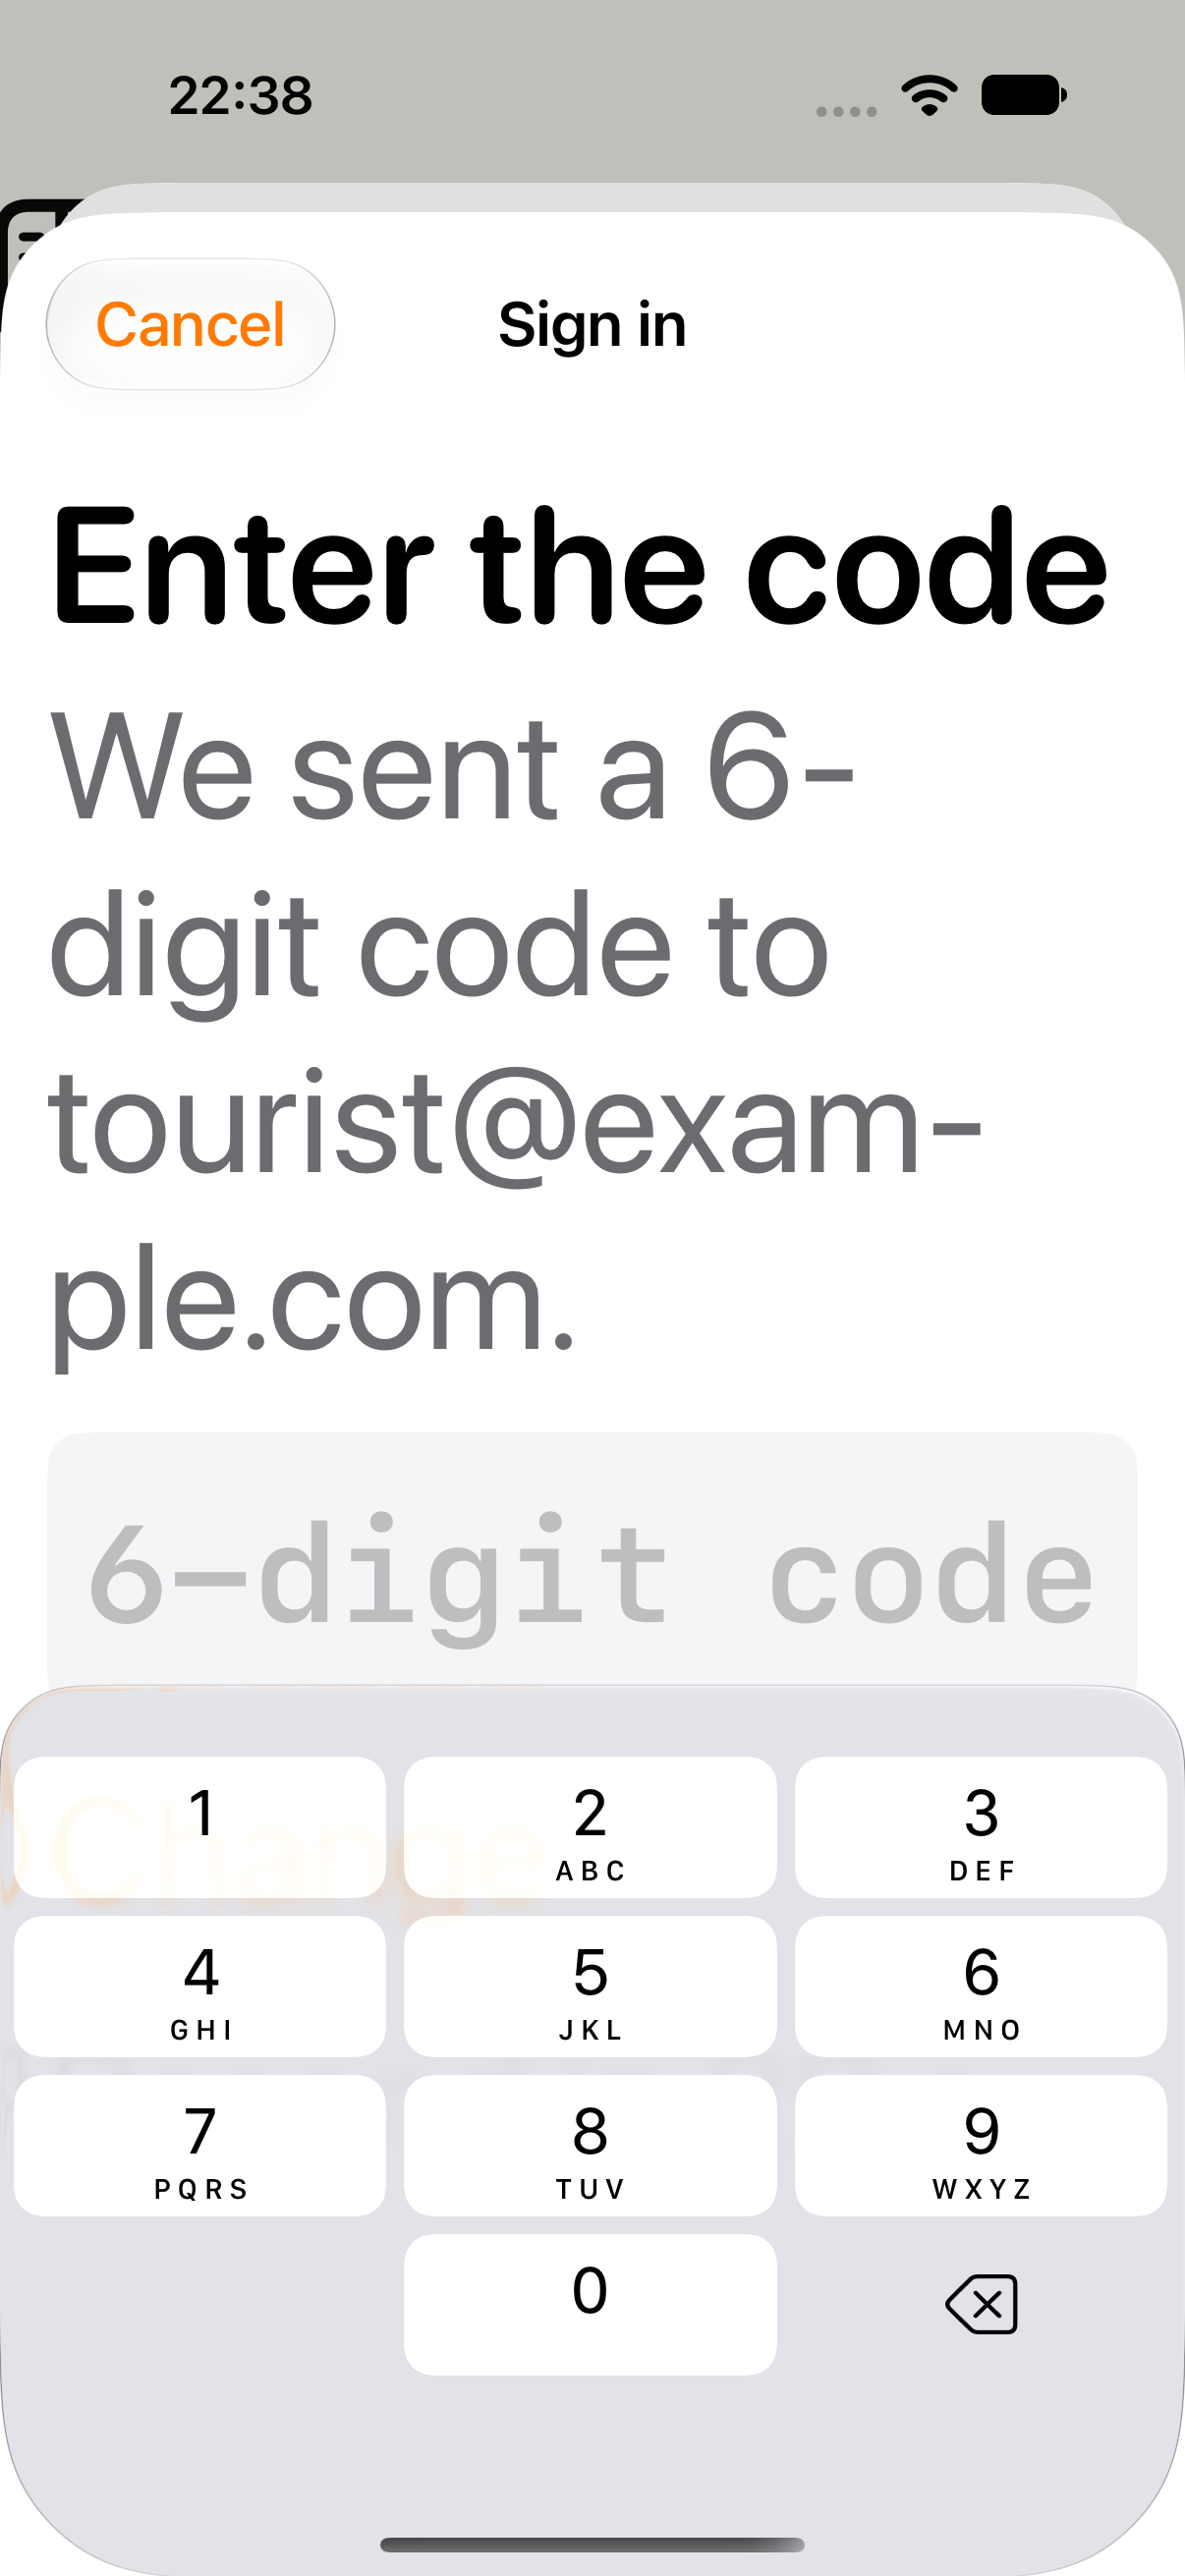 22:38
Cancel
Sign in
Enter the code
We sent a 6-
digit code to
tourist@exam-
ple.com.
6-digit code
Change
1
2
ABC
3
DEF
4
GHI
5
JKL
6
MNO
7
PQRS
8
TUV
9
WXYZ
0